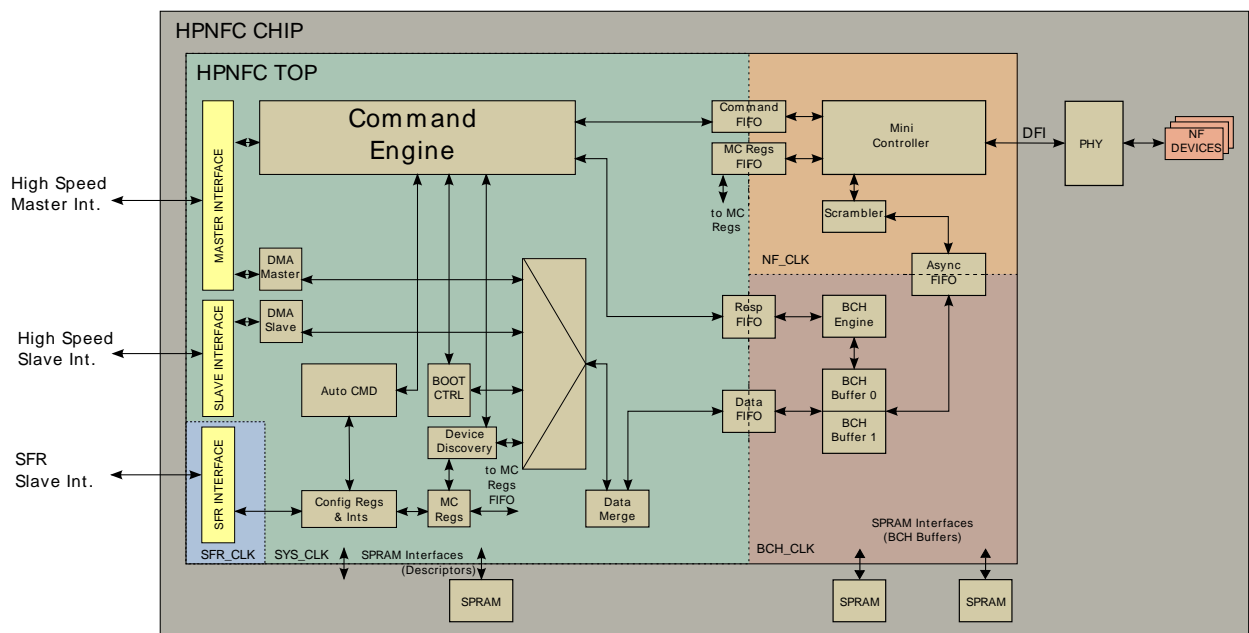 HPNFC CHIP
HPNFC TOP
Command
Engine
Command
FIFO
Mini
Controller
MC Regs
FIFO
DFI
PHY
NF
DEVICES
MASTER INTERFACE
High Speed
Master Int.
to MC
Regs
Scrambler
DMA
Master
NF_CLK
Async
FIFO
SLAVE INTERFACE
DMA
Slave
High Speed
Slave Int.
Resp
FIFO
BCH
Engine
Auto CMD
BOOT
CTRL
BCH
Buffer 0
Data
FIFO
BCH
Buffer 1
Device
Discovery
SFR INTERFACE
SFR
Slave Int.
to MC
Regs
FIFO
Config Regs
& Ints
MC
Regs
Data
Merge
SPRAM Interfaces
(BCH Buffers)
SFR_CLK
SYS_CLK
SPRAM Interfaces
(Descriptors)
BCH_CLK
SPRAM
SPRAM
SPRAM